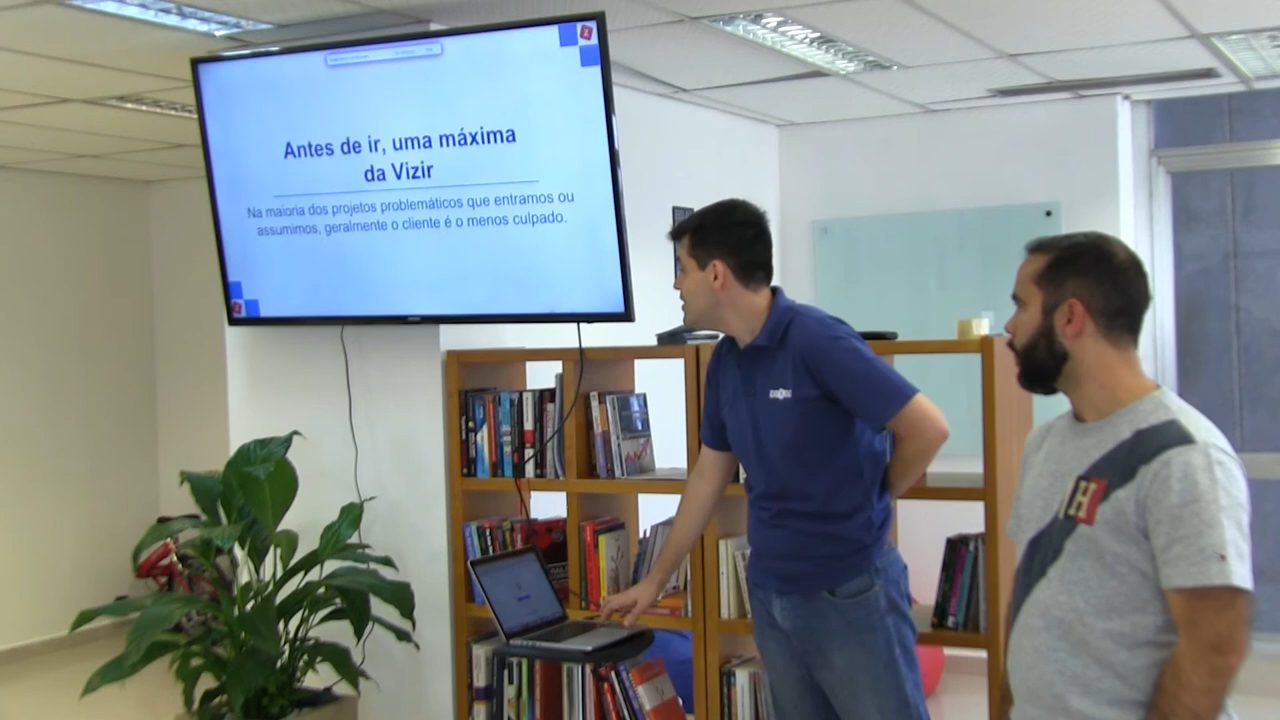 Antes de ir, uma máxima
da Vizir
Na maioria dos projetos problemáticos que entramos ou
assumimos, geralmente o cliente é o menos culpado.
H